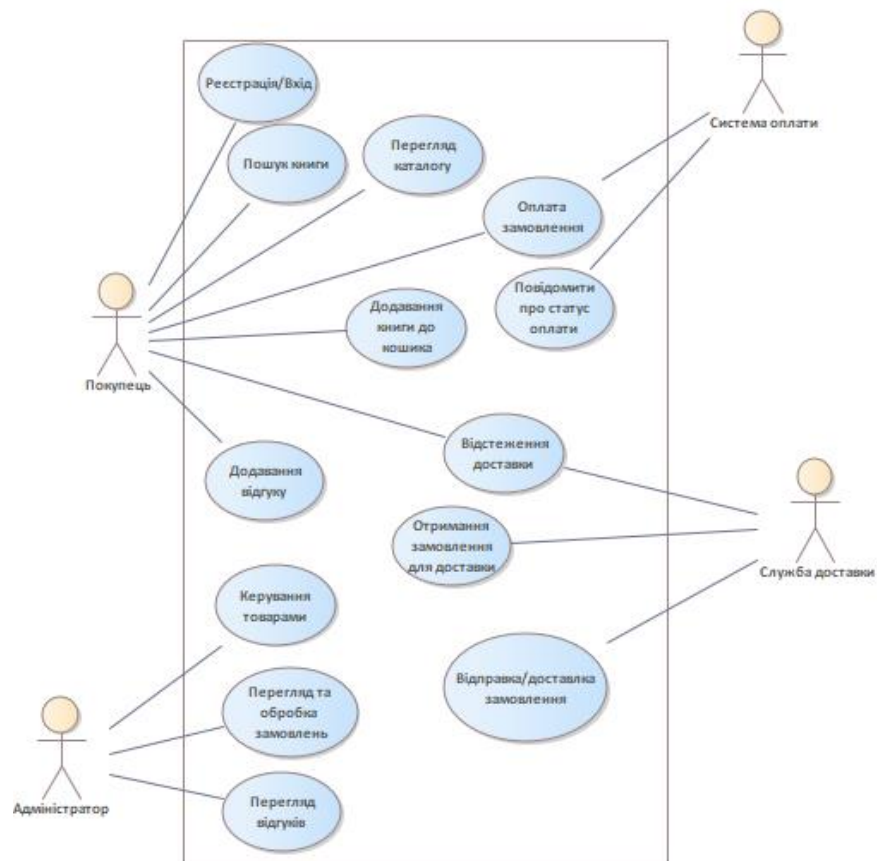 Реєстрація/Вхід
Пошук книги
Перегляд
каталогу
Система оплати
Оплата
замовлення
Повідомити
про статус
оплати
Додавання
книги до
кошика
Покупець
Відстеження
доставки
Додавання
відгуку
Отримання
замовлення
для доставки
Служба доставки
Керування
товарами
Відправка/доставлка
замовлення
Перегляд та
обробка
замовлень
Адміністратор
Перегляд
відгуків